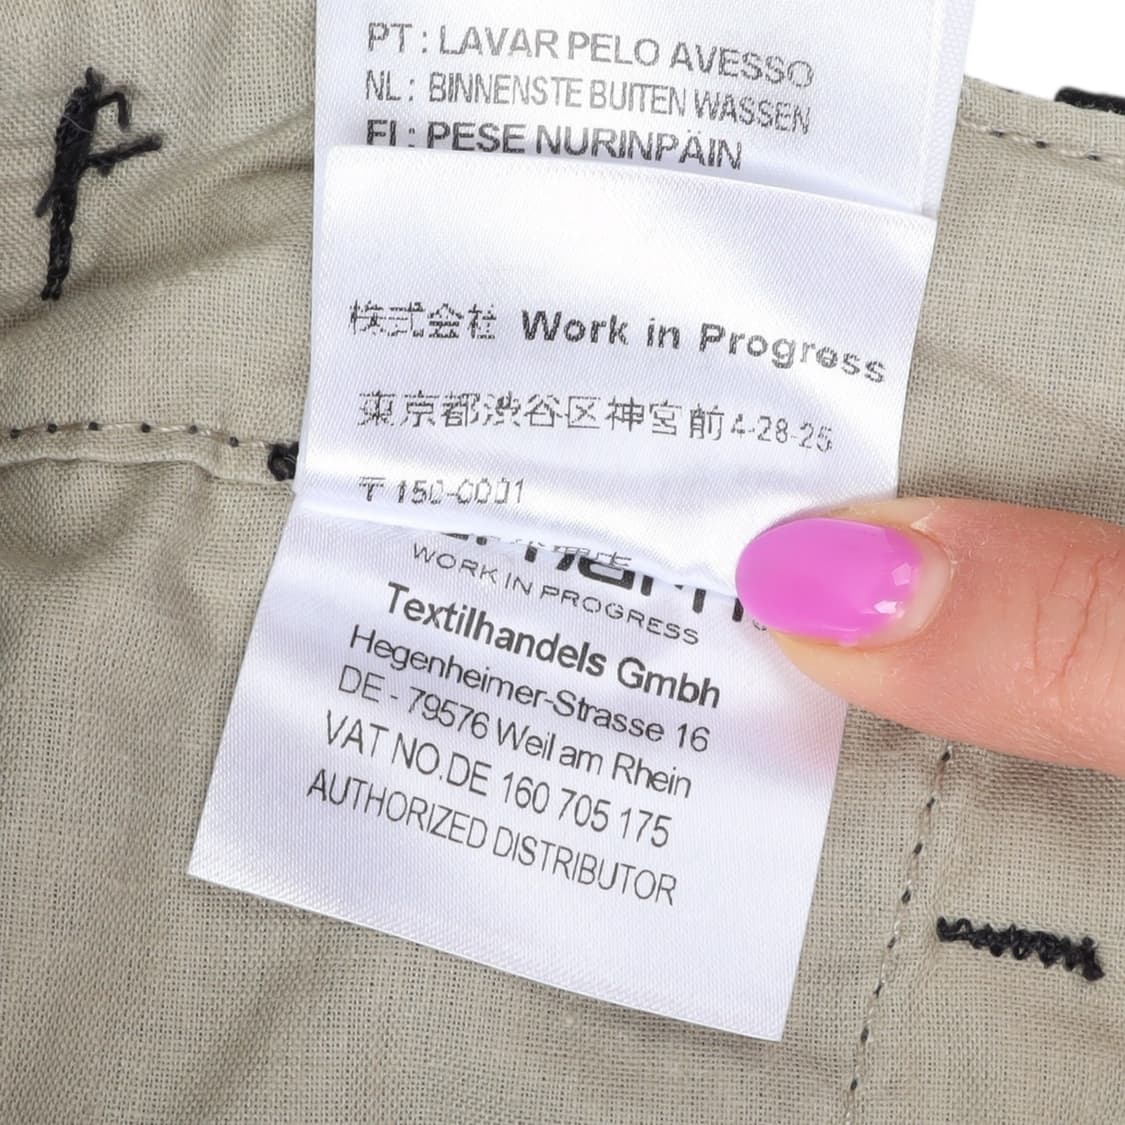 PT : LAVAR PELO AVESSO
NL : BINNENSTE BUITEN WASSEN
FI : PESE NURINPÄIN
株式会社 Work in Progress
東京都渋谷区神宮前4-28-25
〒 150-0001
WORK IN PROGRESS
Textilhandels Gmbh
Hegenheimer-Strasse 16
DE - 79576 Weil am Rhein
VAT NO.DE 160 705 175
AUTHORIZED DISTRIBUTOR